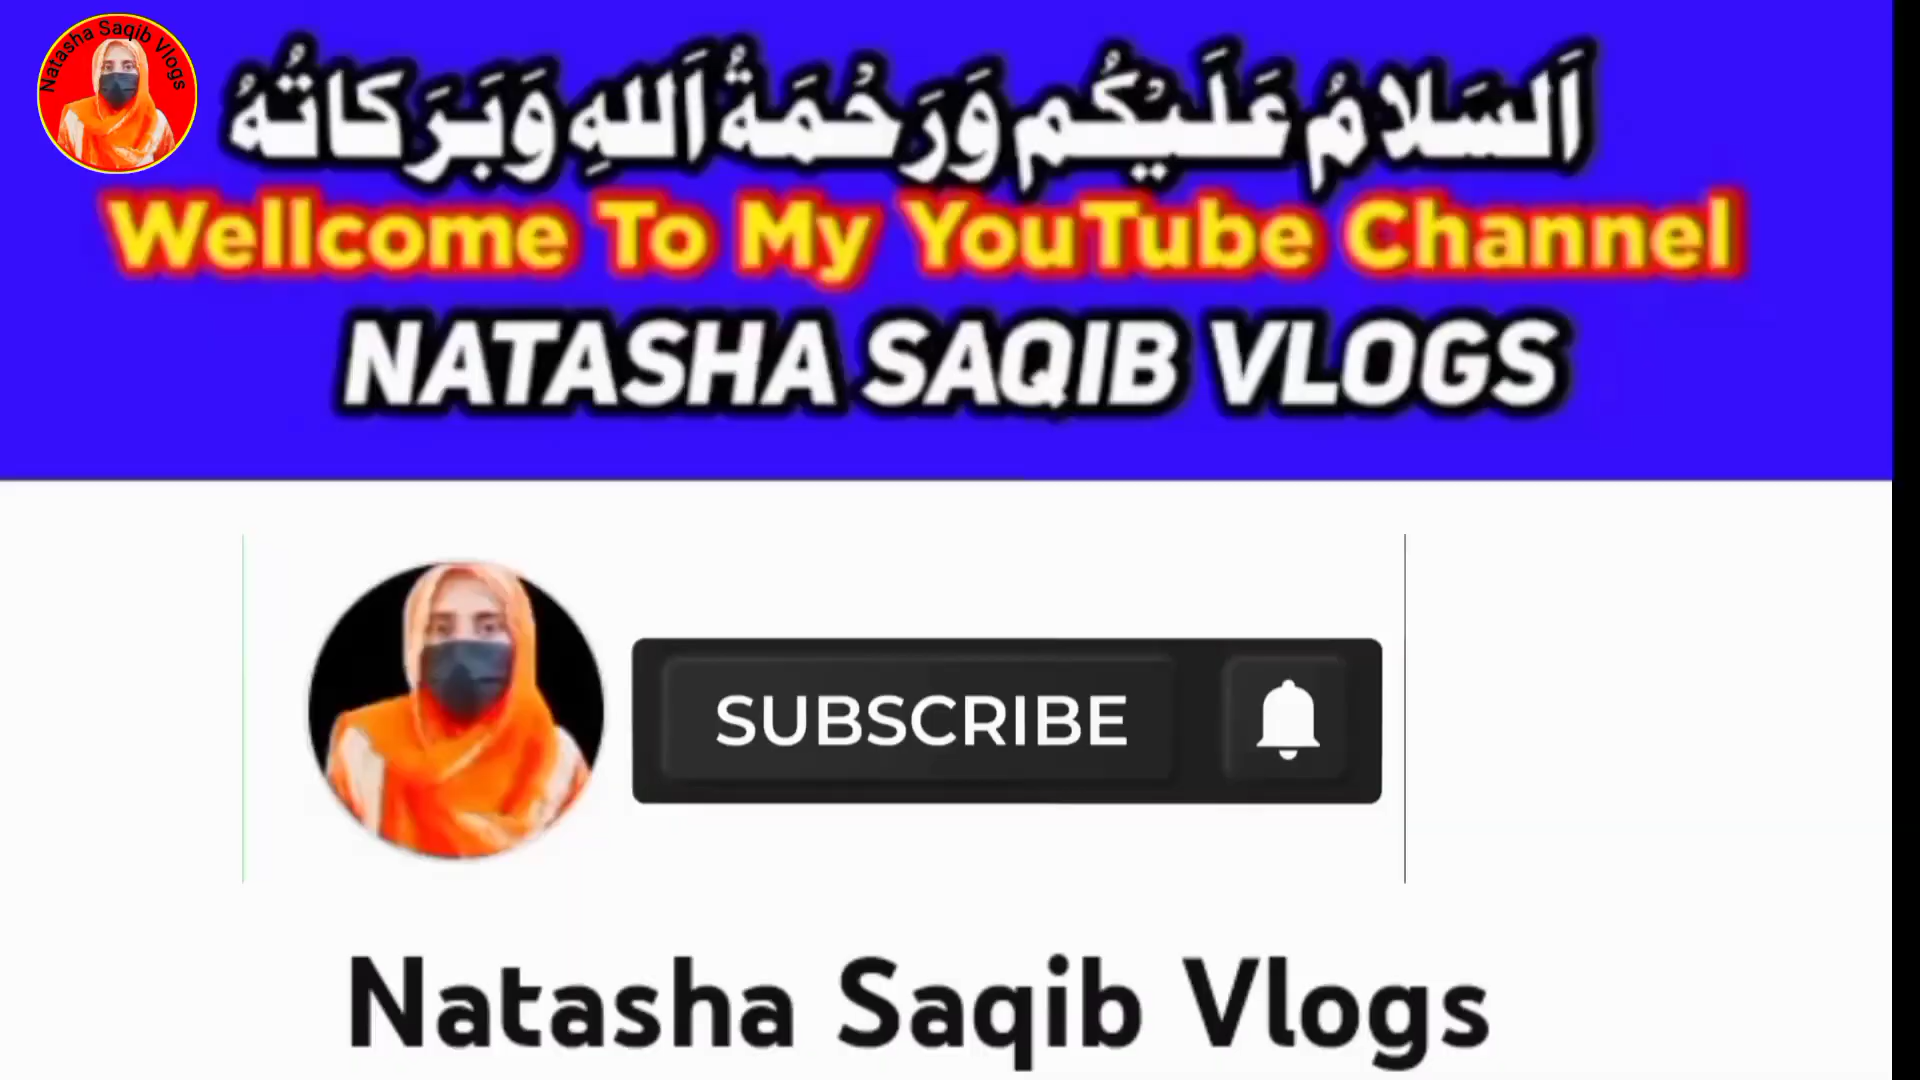 Natasha Saqib Vlogs
اَلسَلامُ عَلَيْكُم وَرَحْمَةُ اَللهِ وَبَرَكاتُهُ
Wellcome To My YouTube Channel
NATASHA SAQIB VLOGS
SUBSCRIBE
Natasha Saqib Vlogs